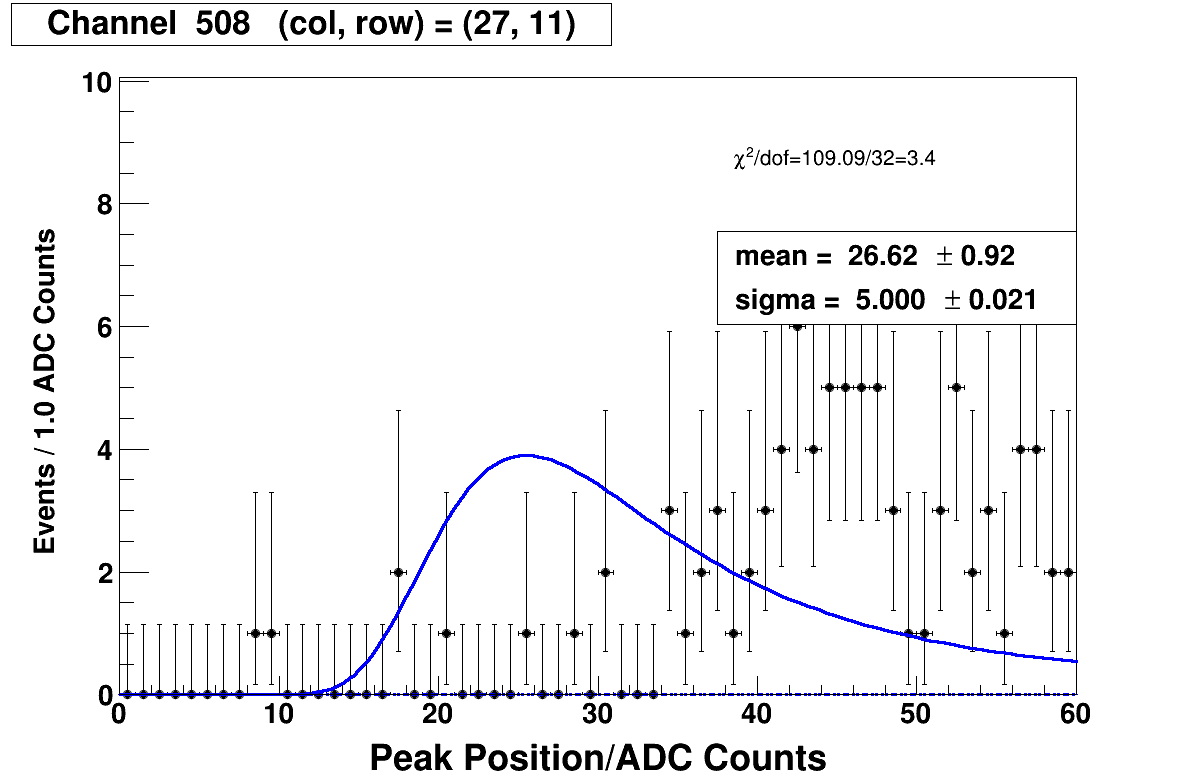 Channel 508 (col, row) = (27, 11)
10
χ²/dof=109.09/32=3.4
8
mean = 26.62 ± 0.92
sigma = 5.000 ± 0.021
6
4
2
0
Events / 1.0 ADC Counts
0 10 20 30 40 50 60
Peak Position/ADC Counts